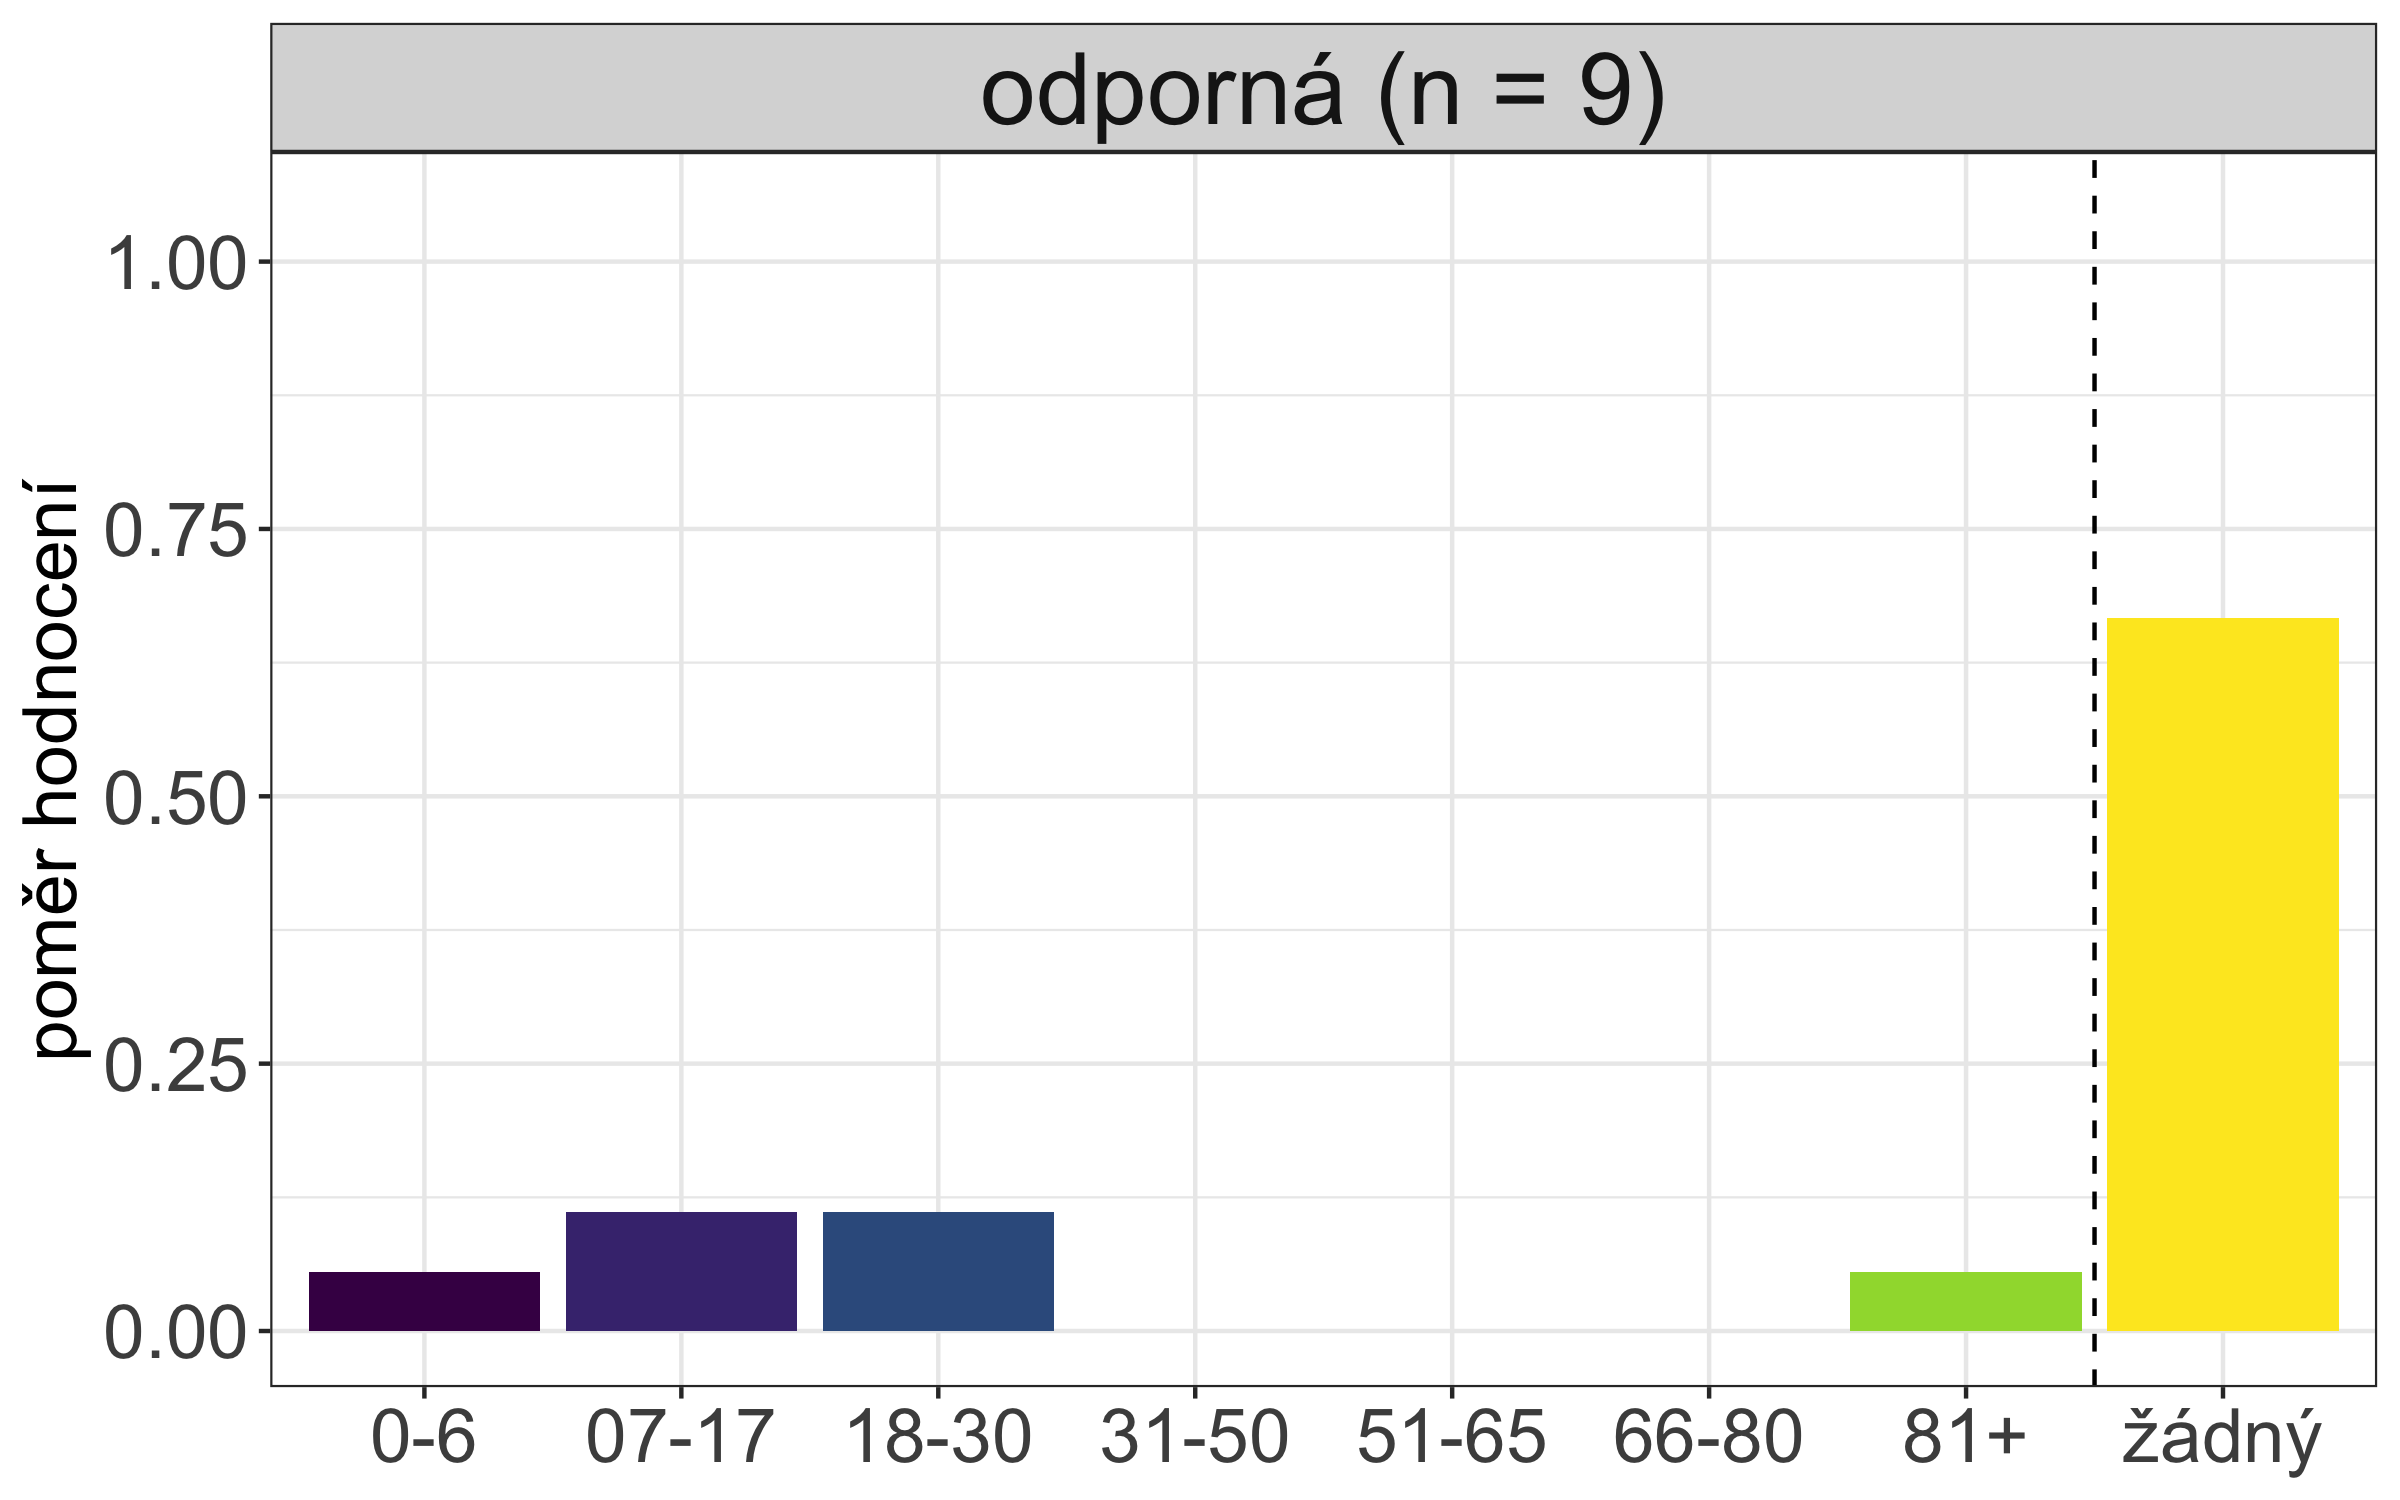 odporná (n = 9)
poměr hodnocení
1.00
0.75
0.50
0.25
0.00
0-6 07-17 18-30 31-50 51-65 66-80 81+ žádný